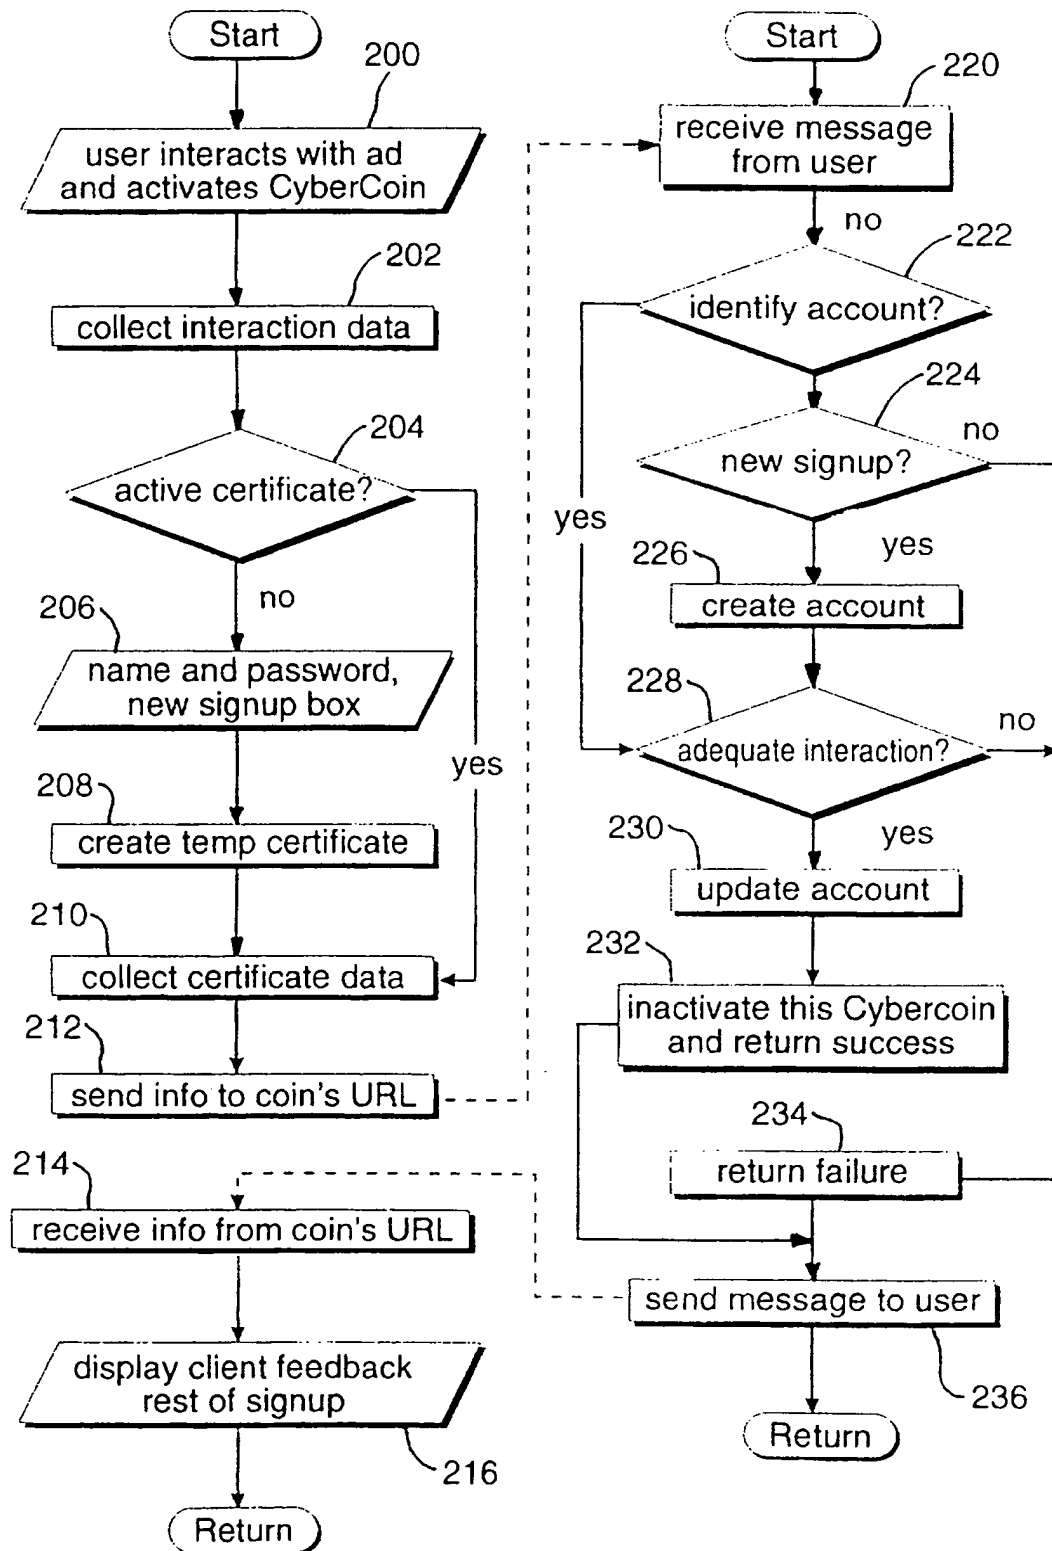 Start
200
user interacts with ad
and activates CyberCoin
202
collect interaction data
204
active certificate?
no
206
name and password,
new signup box
yes
208
create temp certificate
210
collect certificate data
212
send info to coin's URL
214
receive info from coin's URL
display client feedback
rest of signup
216
Return
Start
220
receive message
from user
no
222
identify account?
224
no
new signup?
yes
yes
226
create account
228
no
adequate interaction?
yes
230
update account
232
inactivate this Cybercoin
and return success
234
return failure
send message to user
236
Return